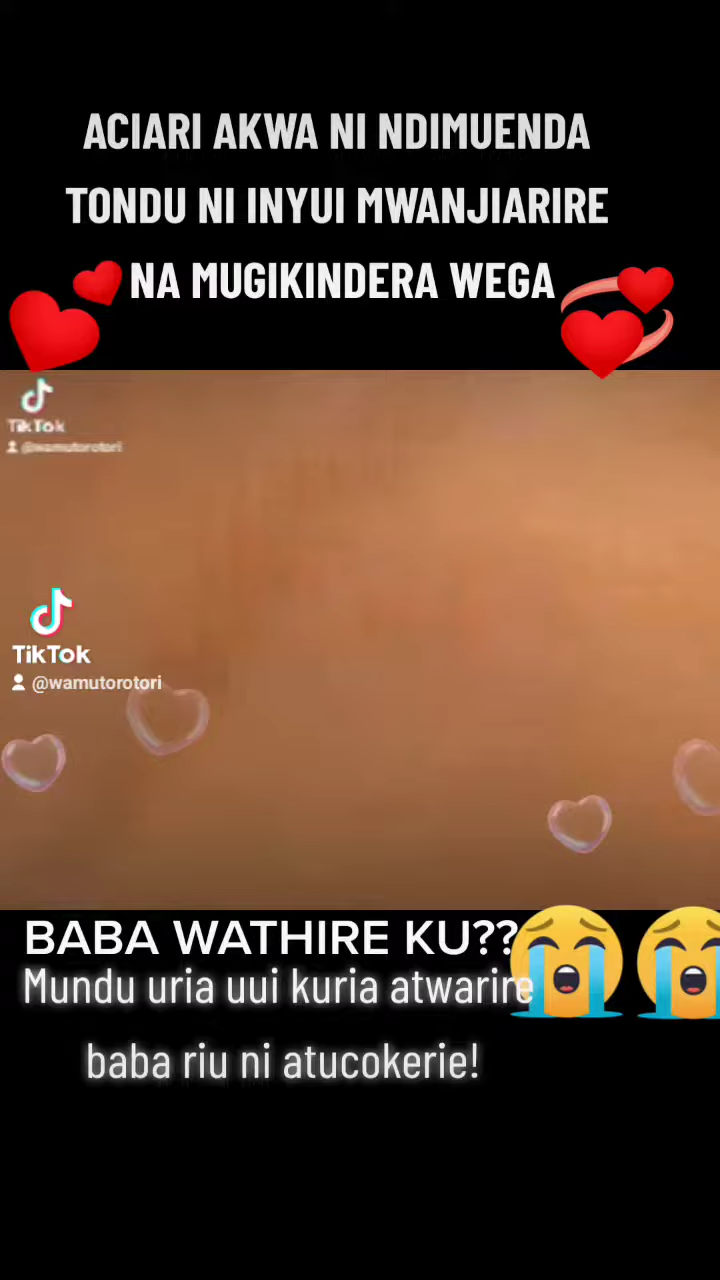 ACIARI AKWA NI NDIMUENDA
TONDU NI INYUI MWANJIARIRE
NA MUGIKINDERA WEGA
TikTok
@wamutorotori
TikTok
@wamutorotori
BABA WATHIRE KU??
Mundu uria uui kuria atwarire
baba riu ni atucokerie!